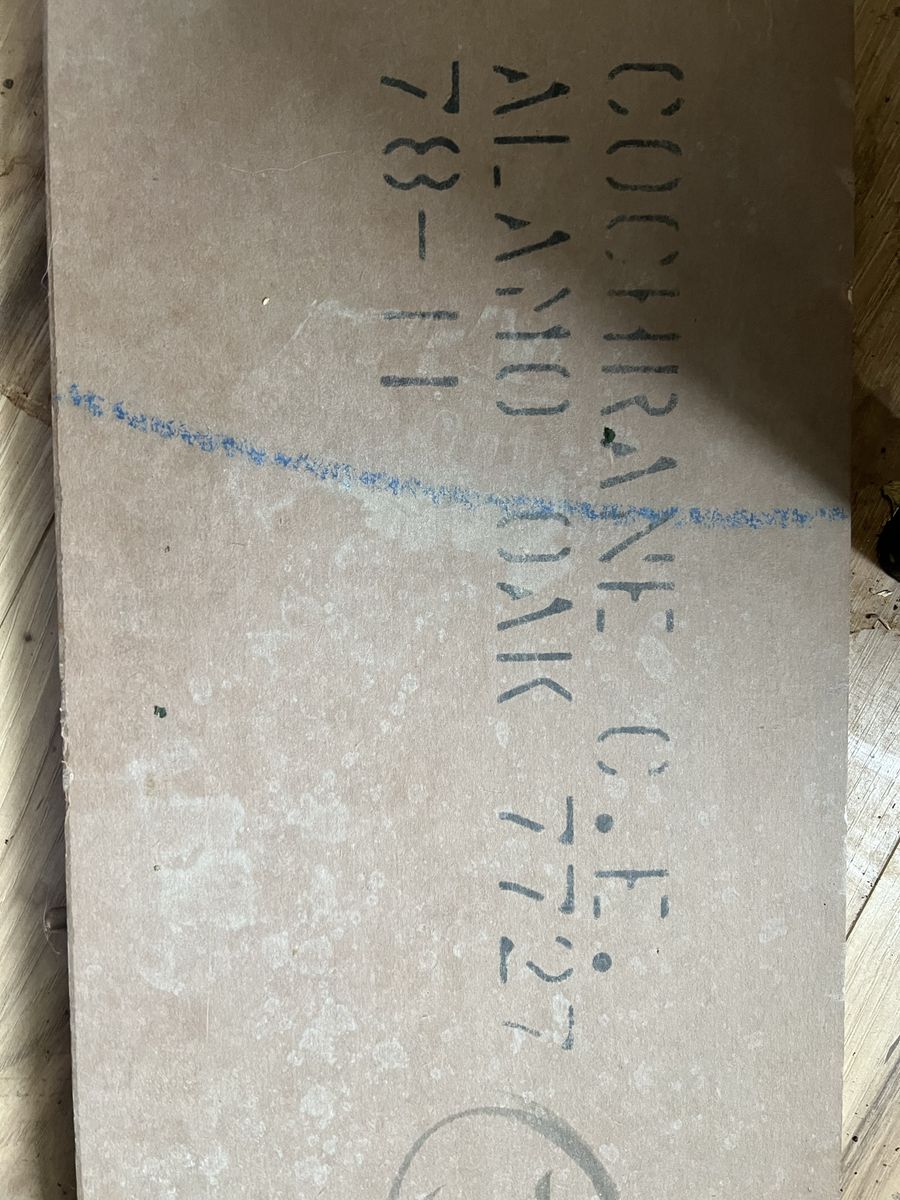 COCHRANE C.E.
ALAMO OAK 7727
78-11